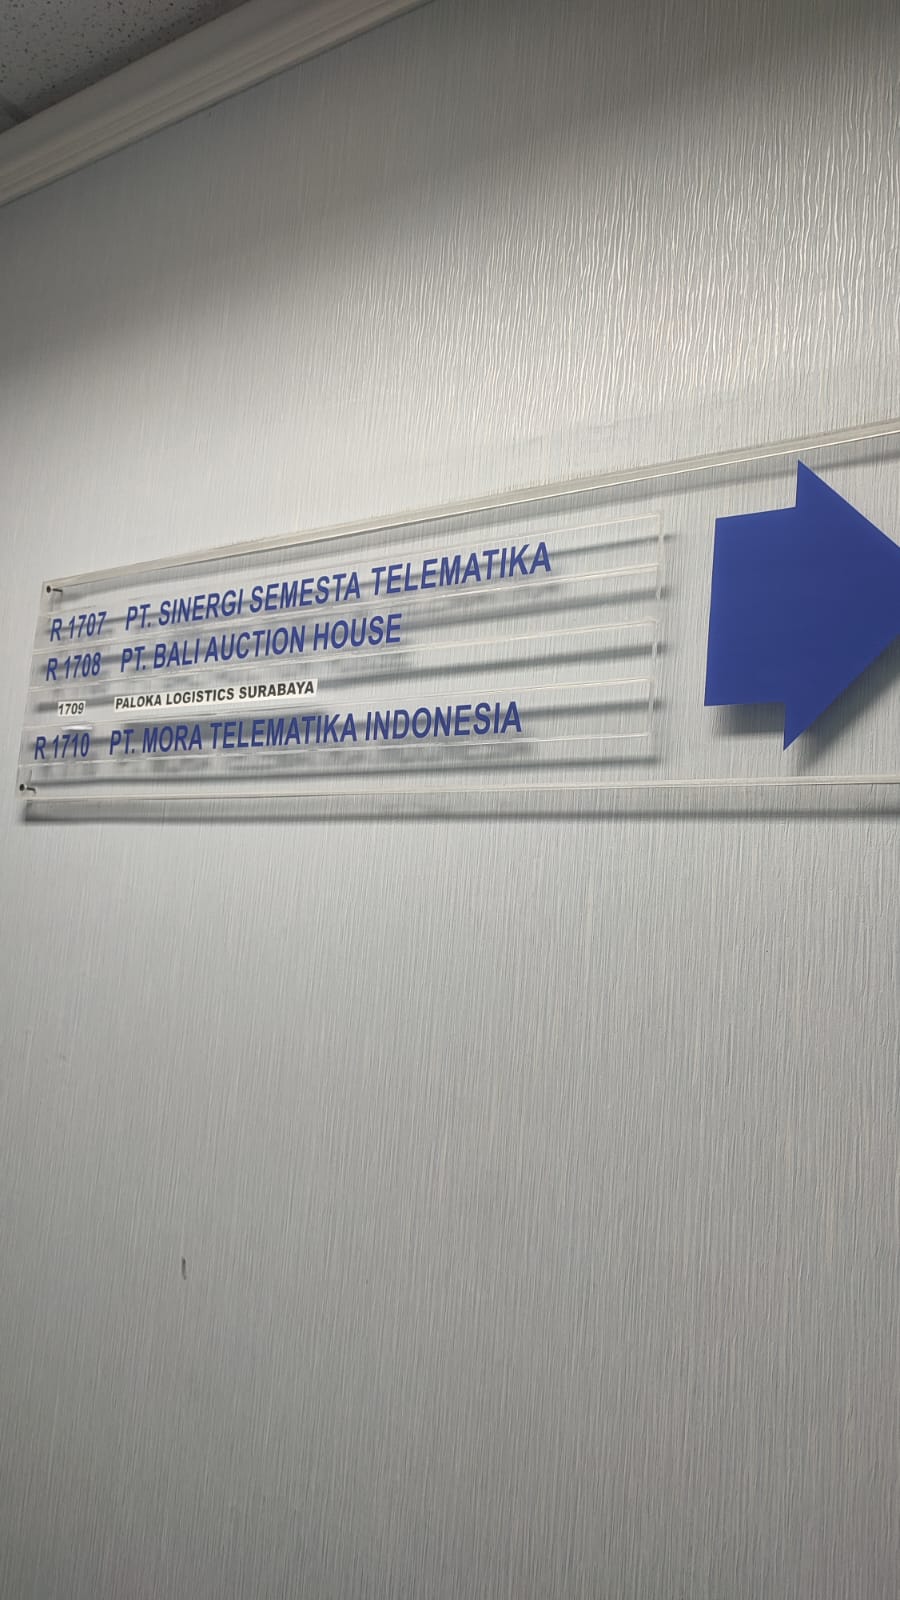 R 1707 PT. SINERGI SEMESTA TELEMATIKA
R 1708 PT. BALI AUCTION HOUSE
1709 PALOKA LOGISTICS SURABAYA
R 1710 PT. MORA TELEMATIKA INDONESIA